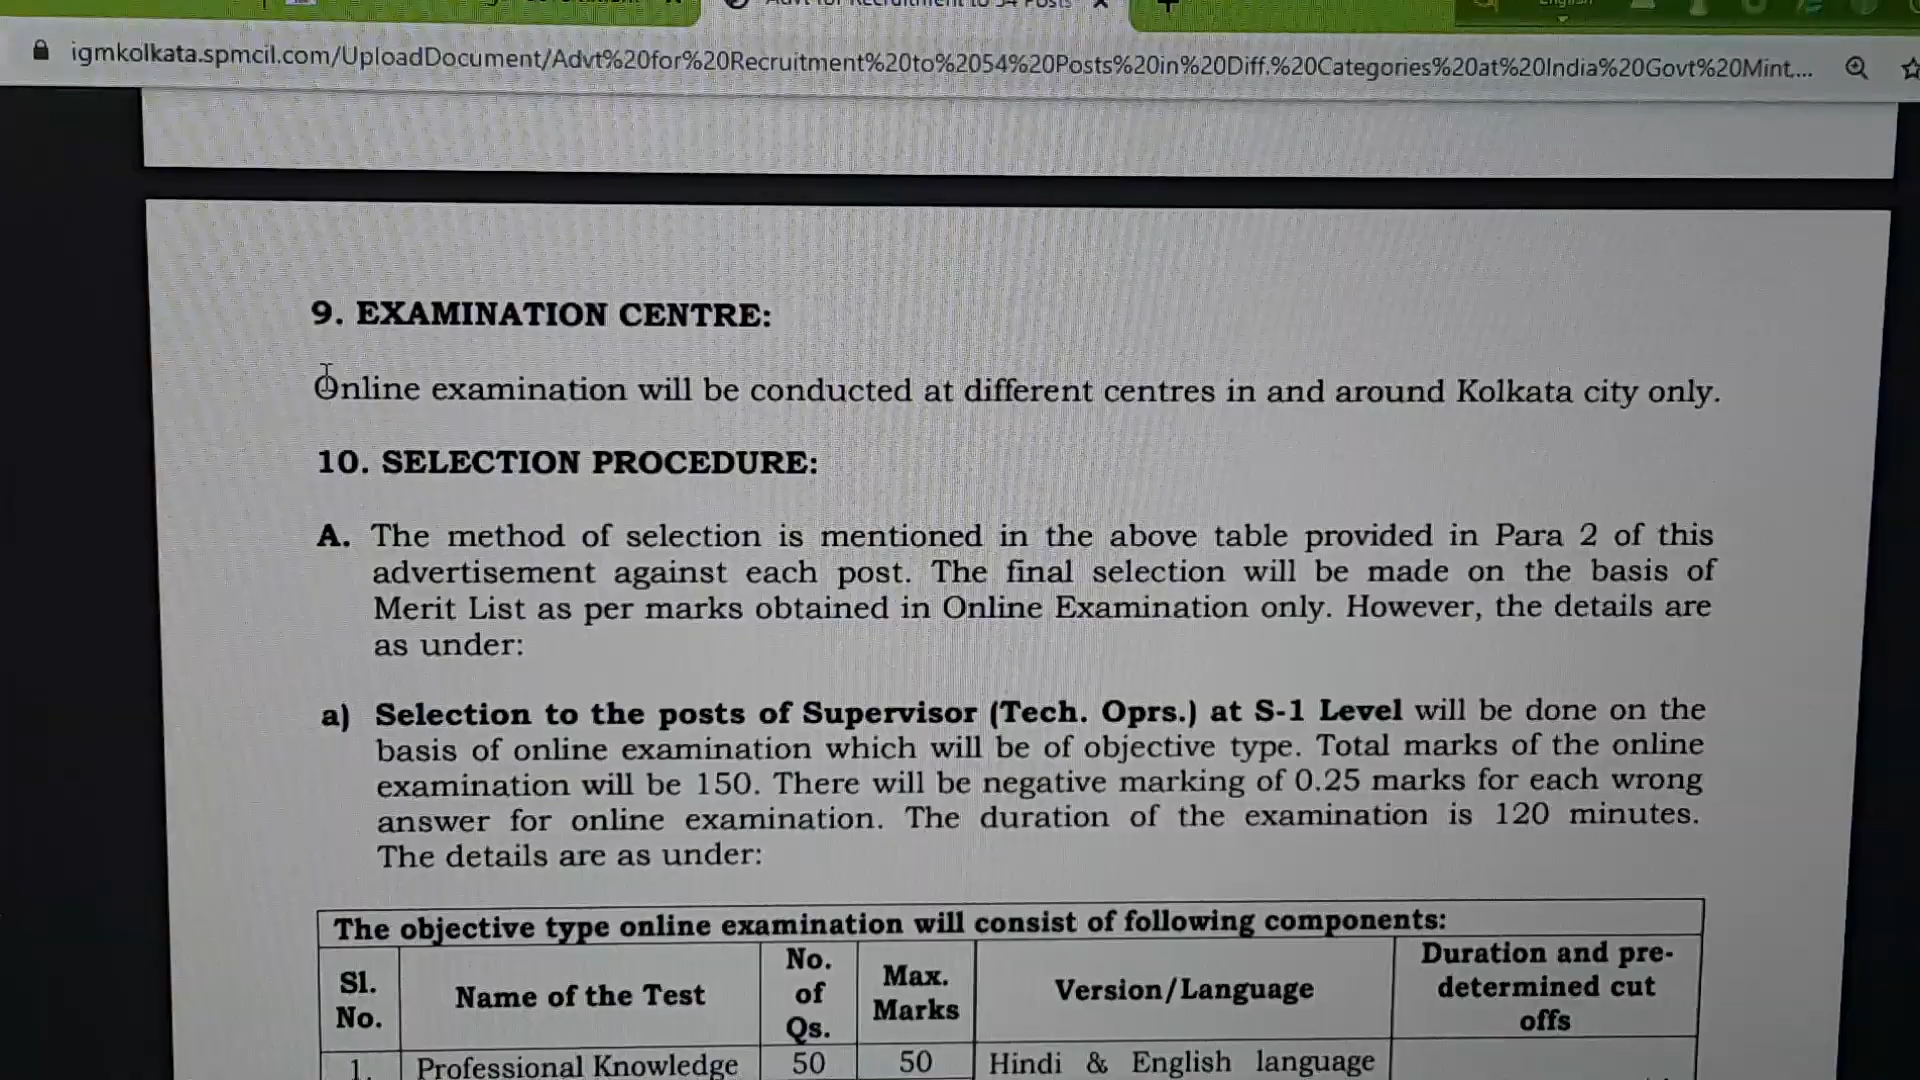 Advt for Recruitment to 54 Posts
English
igmkolkata.spmcil.com/UploadDocument/Advt%20for%20Recruitment%20to%2054%20Posts%20in%20Diff.%20Categories%20at%20India%20Govt%20Mint,...
9. EXAMINATION CENTRE:
Online examination will be conducted at different centres in and around Kolkata city only.
10. SELECTION PROCEDURE:
A. The method of selection is mentioned in the above table provided in Para 2 of this
advertisement against each post. The final selection will be made on the basis of
Merit List as per marks obtained in Online Examination only. However, the details are
as under:
a) Selection to the posts of Supervisor (Tech. Oprs.) at S-1 Level will be done on the
basis of online examination which will be of objective type. Total marks of the online
examination will be 150. There will be negative marking of 0.25 marks for each wrong
answer for online examination. The duration of the examination is 120 minutes.
The details are as under:
The objective type online examination will consist of following components:
Sl. No. Name of the Test No. of Qs. Max. Marks Version/Language Duration and pre-determined cut offs
1. Professional Knowledge 50 50 Hindi & English language